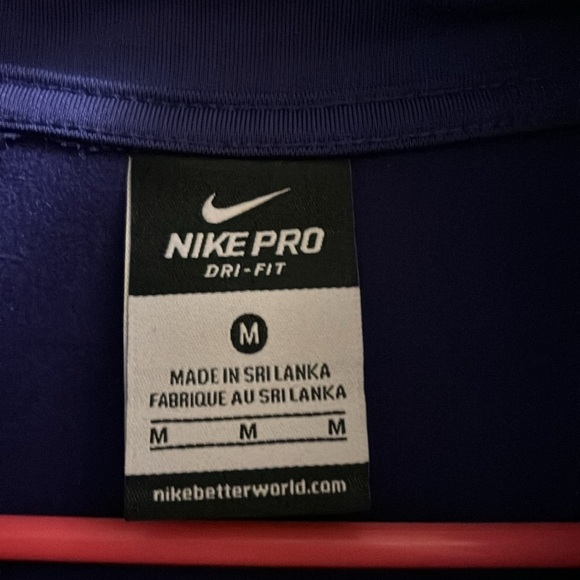 NIKE PRO
DRI-FIT
M
MADE IN SRI LANKA
FABRIQUE AU SRI LANKA
M M M
nikebetterworld.com